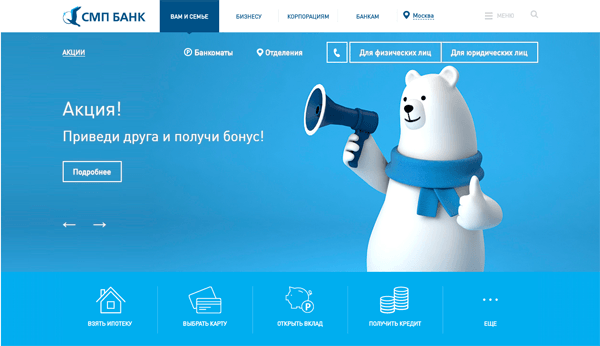 СМП БАНК
ВАМ И СЕМЬЕ
БИЗНЕСУ
КОРПОРАЦИЯМ
БАНКАМ
Москва
МЕНЮ
АКЦИИ
Банкоматы
Отделения
Для физических лиц
Для юридических лиц
Акция!
Приведи друга и получи бонус!
Подробнее
ВЗЯТЬ ИПОТЕКУ
ВЫБРАТЬ КАРТУ
ОТКРЫТЬ ВКЛАД
ПОЛУЧИТЬ КРЕДИТ
ЕЩЕ